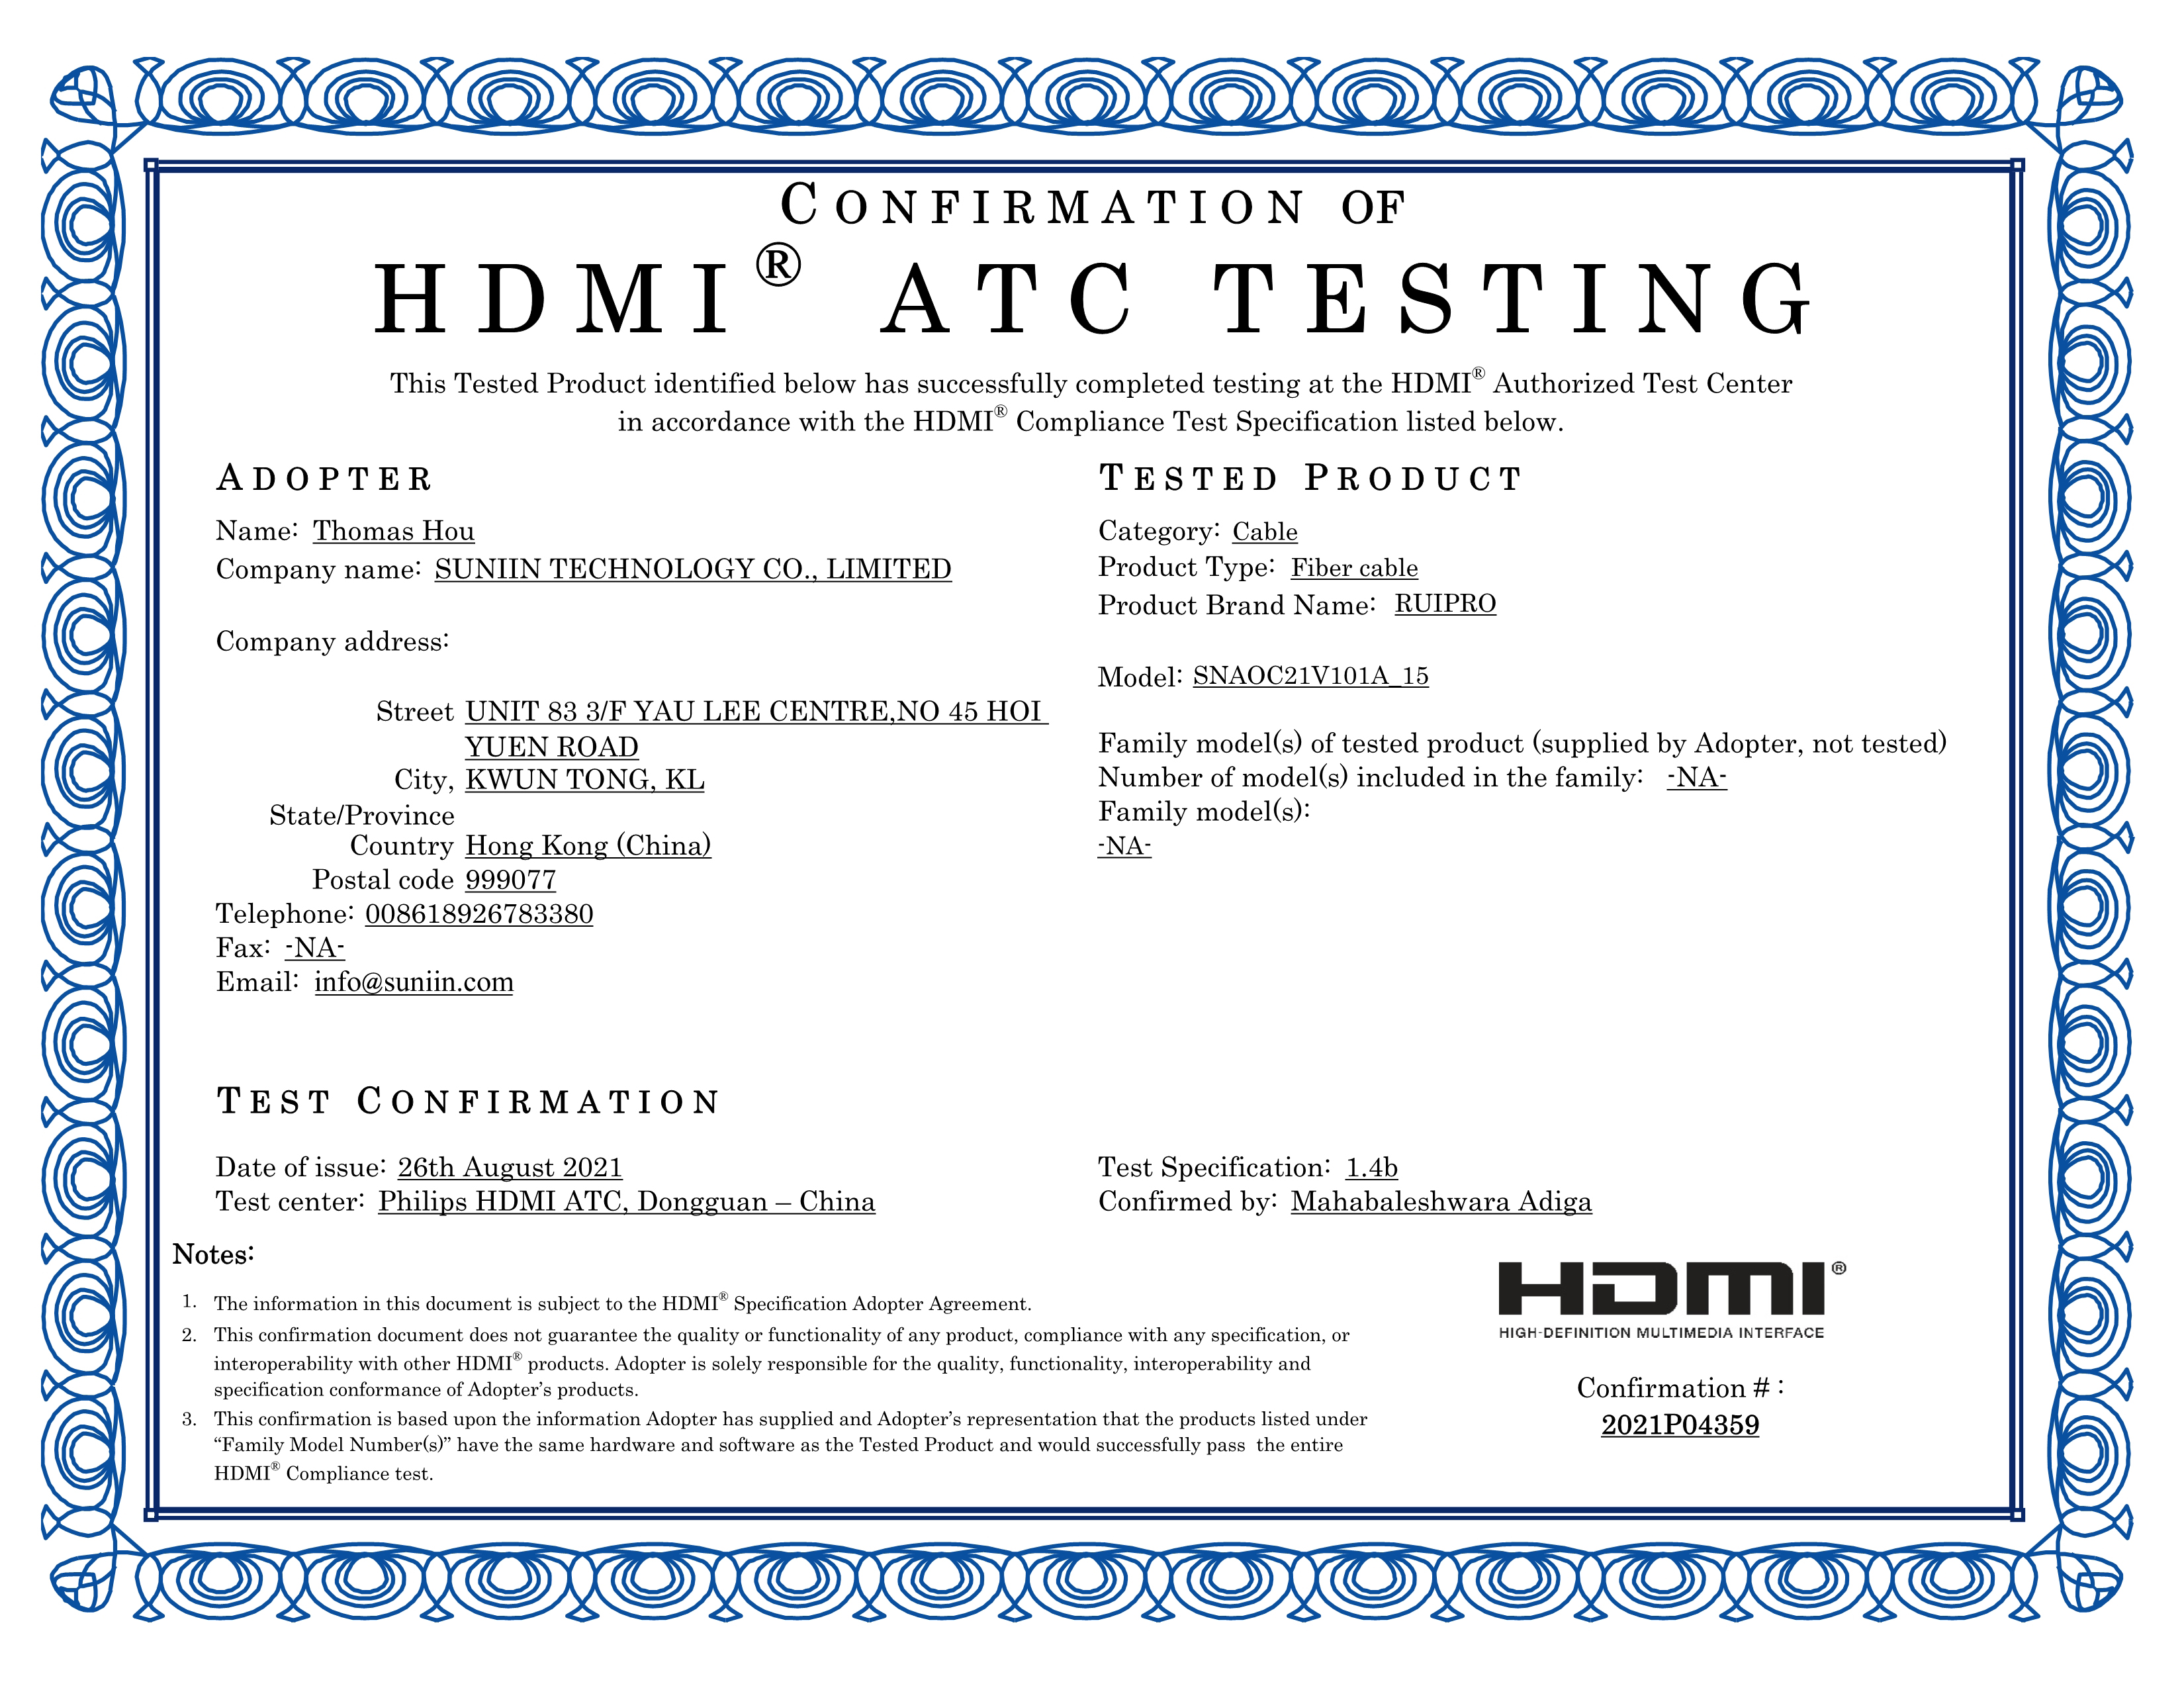 CONFIRMATION OF
HDMI® ATC TESTING
This Tested Product identified below has successfully completed testing at the HDMI® Authorized Test Center
in accordance with the HDMI® Compliance Test Specification listed below.
ADOPTER
Name: Thomas Hou
Company name: SUNIIN TECHNOLOGY CO., LIMITED
Company address:
Street UNIT 83 3/F YAU LEE CENTRE,NO 45 HOI
YUEN ROAD
City, KWUN TONG, KL
State/Province
Country Hong Kong (China)
Postal code 999077
Telephone: 008618926783380
Fax: -NA-
Email: info@suniin.com
TESTED PRODUCT
Category: Cable
Product Type: Fiber cable
Product Brand Name: RUIPRO
Model: SNAOC21V101A_15
Family model(s) of tested product (supplied by Adopter, not tested)
Number of model(s) included in the family: -NA-
Family model(s):
-NA-
TEST CONFIRMATION
Date of issue: 26th August 2021
Test center: Philips HDMI ATC, Dongguan – China
Test Specification: 1.4b
Confirmed by: Mahabaleshwara Adiga
Notes:
1. The information in this document is subject to the HDMI® Specification Adopter Agreement.
2. This confirmation document does not guarantee the quality or functionality of any product, compliance with any specification, or
interoperability with other HDMI® products. Adopter is solely responsible for the quality, functionality, interoperability and
specification conformance of Adopter’s products.
3. This confirmation is based upon the information Adopter has supplied and Adopter’s representation that the products listed under
“Family Model Number(s)” have the same hardware and software as the Tested Product and would successfully pass the entire
HDMI® Compliance test.
HDMI®
HIGH-DEFINITION MULTIMEDIA INTERFACE
Confirmation # :
2021P04359